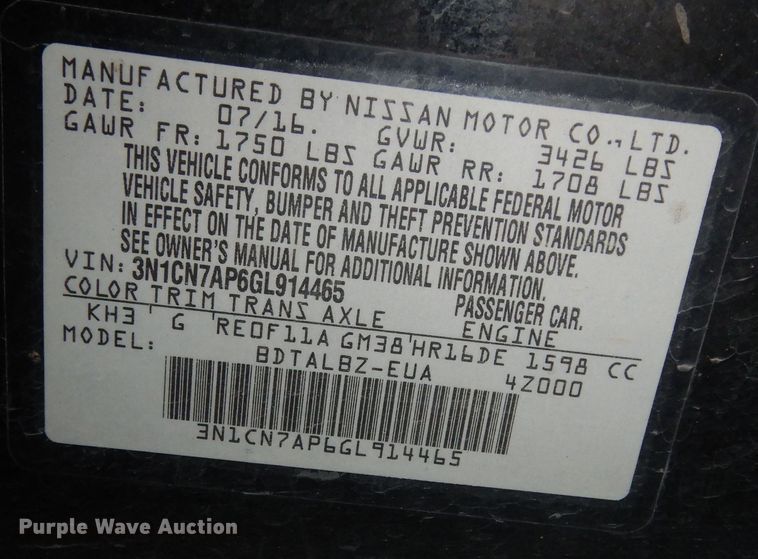 MANUFACTURED BY NISSAN MOTOR CO., LTD.
DATE: 07/16. GVWR: 3426 LBS
GAWR FR: 1750 LBS GAWR RR: 1708 LBS
THIS VEHICLE CONFORMS TO ALL APPLICABLE FEDERAL MOTOR
VEHICLE SAFETY, BUMPER AND THEFT PREVENTION STANDARDS
IN EFFECT ON THE DATE OF MANUFACTURE SHOWN ABOVE.
SEE OWNER'S MANUAL FOR ADDITIONAL INFORMATION.
VIN: 3N1CN7AP6GL914465 PASSENGER CAR.
COLOR TRIM TRANS AXLE ENGINE
KH3 G RE0F11A GM38 HR16DE 1598 CC
MODEL: BDTALBZ-EUA 4Z000
3N1CN7AP6GL914465
Purple Wave Auction